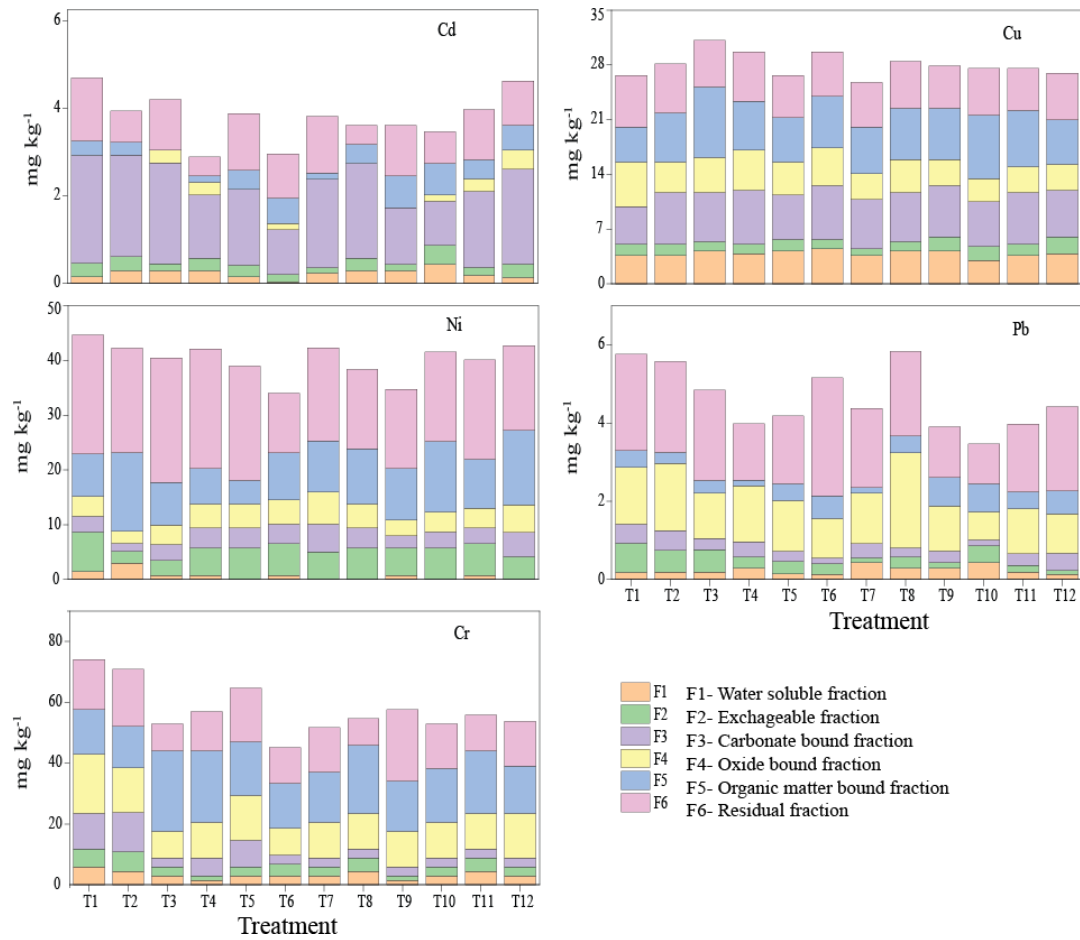 Cd
6
4
2
0
mg kg-1
Cu
35
28
21
14
7
0
mg kg-1
Ni
50
40
30
20
10
0
mg kg-1
Pb
6
4
2
0
mg kg-1
T1 T2 T3 T4 T5 T6 T7 T8 T9 T10 T11 T12
Treatment
Cr
80
60
40
20
0
mg kg-1
T1 T2 T3 T4 T5 T6 T7 T8 T9 T10 T11 T12
Treatment
F1 F1- Water soluble fraction
F2 F2- Exchageable fraction
F3 F3- Carbonate bound fraction
F4 F4- Oxide bound fraction
F5 F5- Organic matter bound fraction
F6 F6- Residual fraction